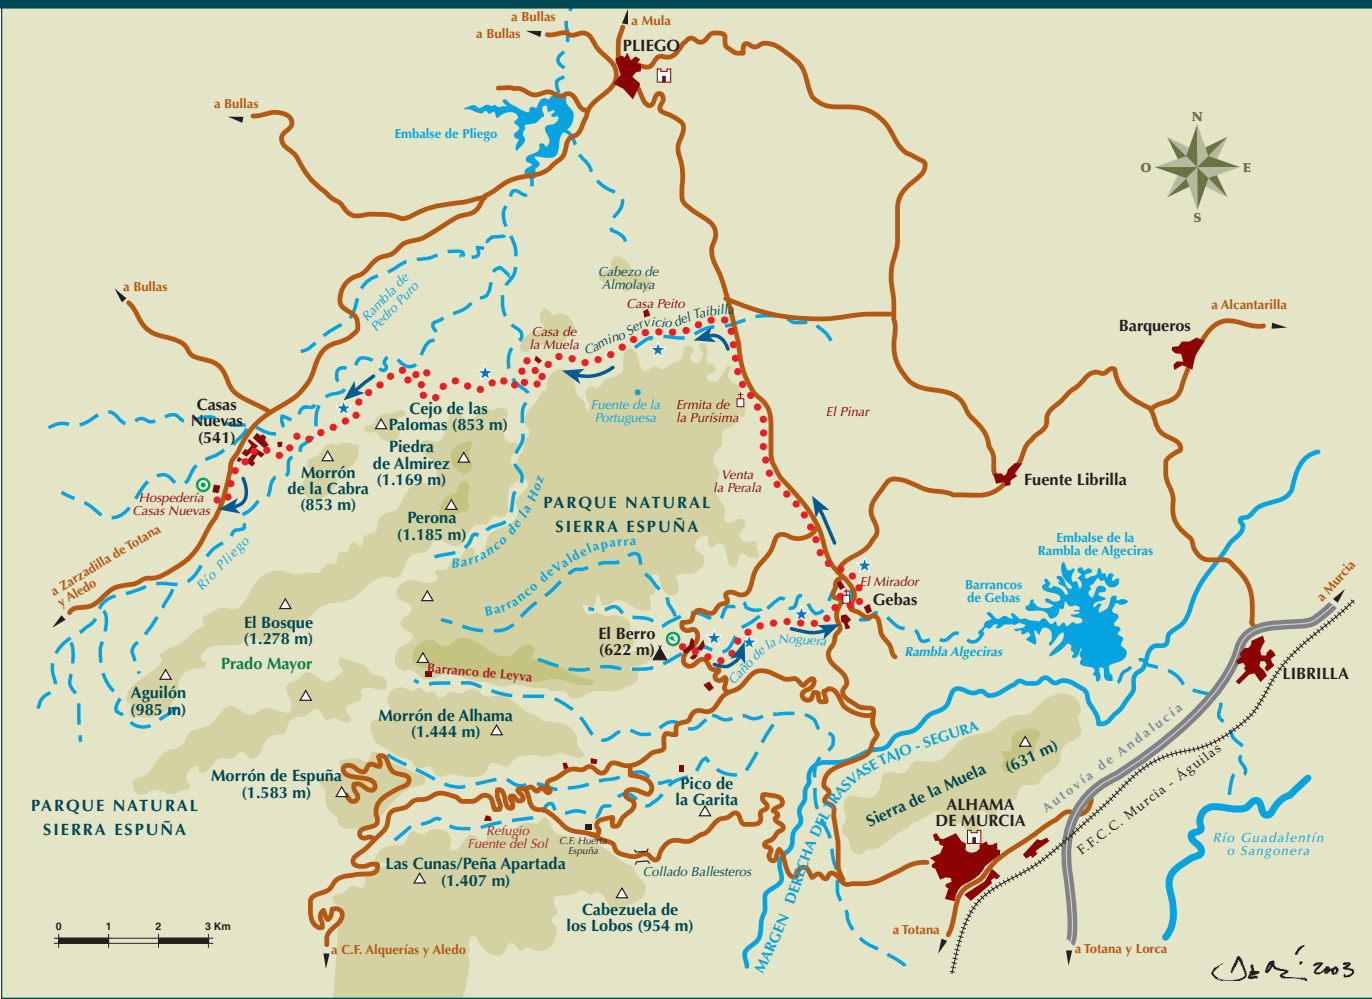 a Bullas
a Mula
a Bullas
PLIEGO
a Bullas
Embalse de Pliego
N
O
E
S
Cabezo de
Almolaya
Rambla de
Pedro Puro
a Bullas
Casa Peito
a Alcantarilla
Camino Servicio del Taibilla
Barqueros
Casa de
la Muela
Casas
Nuevas
(541)
Cejo de las
Palomas (853 m)
Fuente de la
Portuguesa
Ermita de
la Purísima
El Pinar
Piedra
de Almirez
(1.169 m)
Morrón
de la Cabra
(853 m)
Venta
la Perala
Fuente Librilla
Hospedería
Casas Nuevas
Perona
(1.185 m)
PARQUE NATURAL
SIERRA ESPUÑA
Barranco de la Hoz
a Zarzadilla de Totana
y Aledo
Río Pliego
Barranco de Valdelaparra
Embalse de la
Rambla de Algeciras
El Mirador
Gebas
Barrancos
de Gebas
a Murcia
El Bosque
(1.278 m)
El Berro
(622 m)
Caño de la Noguera
Rambla Algeciras
Prado Mayor
Barranco de Leyva
LIBRILLA
Aguilón
(985 m)
Morrón de Alhama
(1.444 m)
Autovía de Andalucía
F.F.C.C. Murcia - Águilas
MARGEN DERECHA DEL TRASVASE TAJO - SEGURA
Sierra de la Muela
(631 m)
Morrón de Espuña
(1.583 m)
Pico de
la Garita
PARQUE NATURAL
SIERRA ESPUÑA
ALHAMA
DE MURCIA
Refugio
Fuente del Sol
C.F. Huerta
Espuña
Río Guadalentín
o Sangonera
Las Cunas/Peña Apartada
(1.407 m)
Collado Ballesteros
Cabezuela de
los Lobos (954 m)
0 1 2 3 Km
a C.F. Alquerías y Aledo
a Totana
a Totana y Lorca
2003